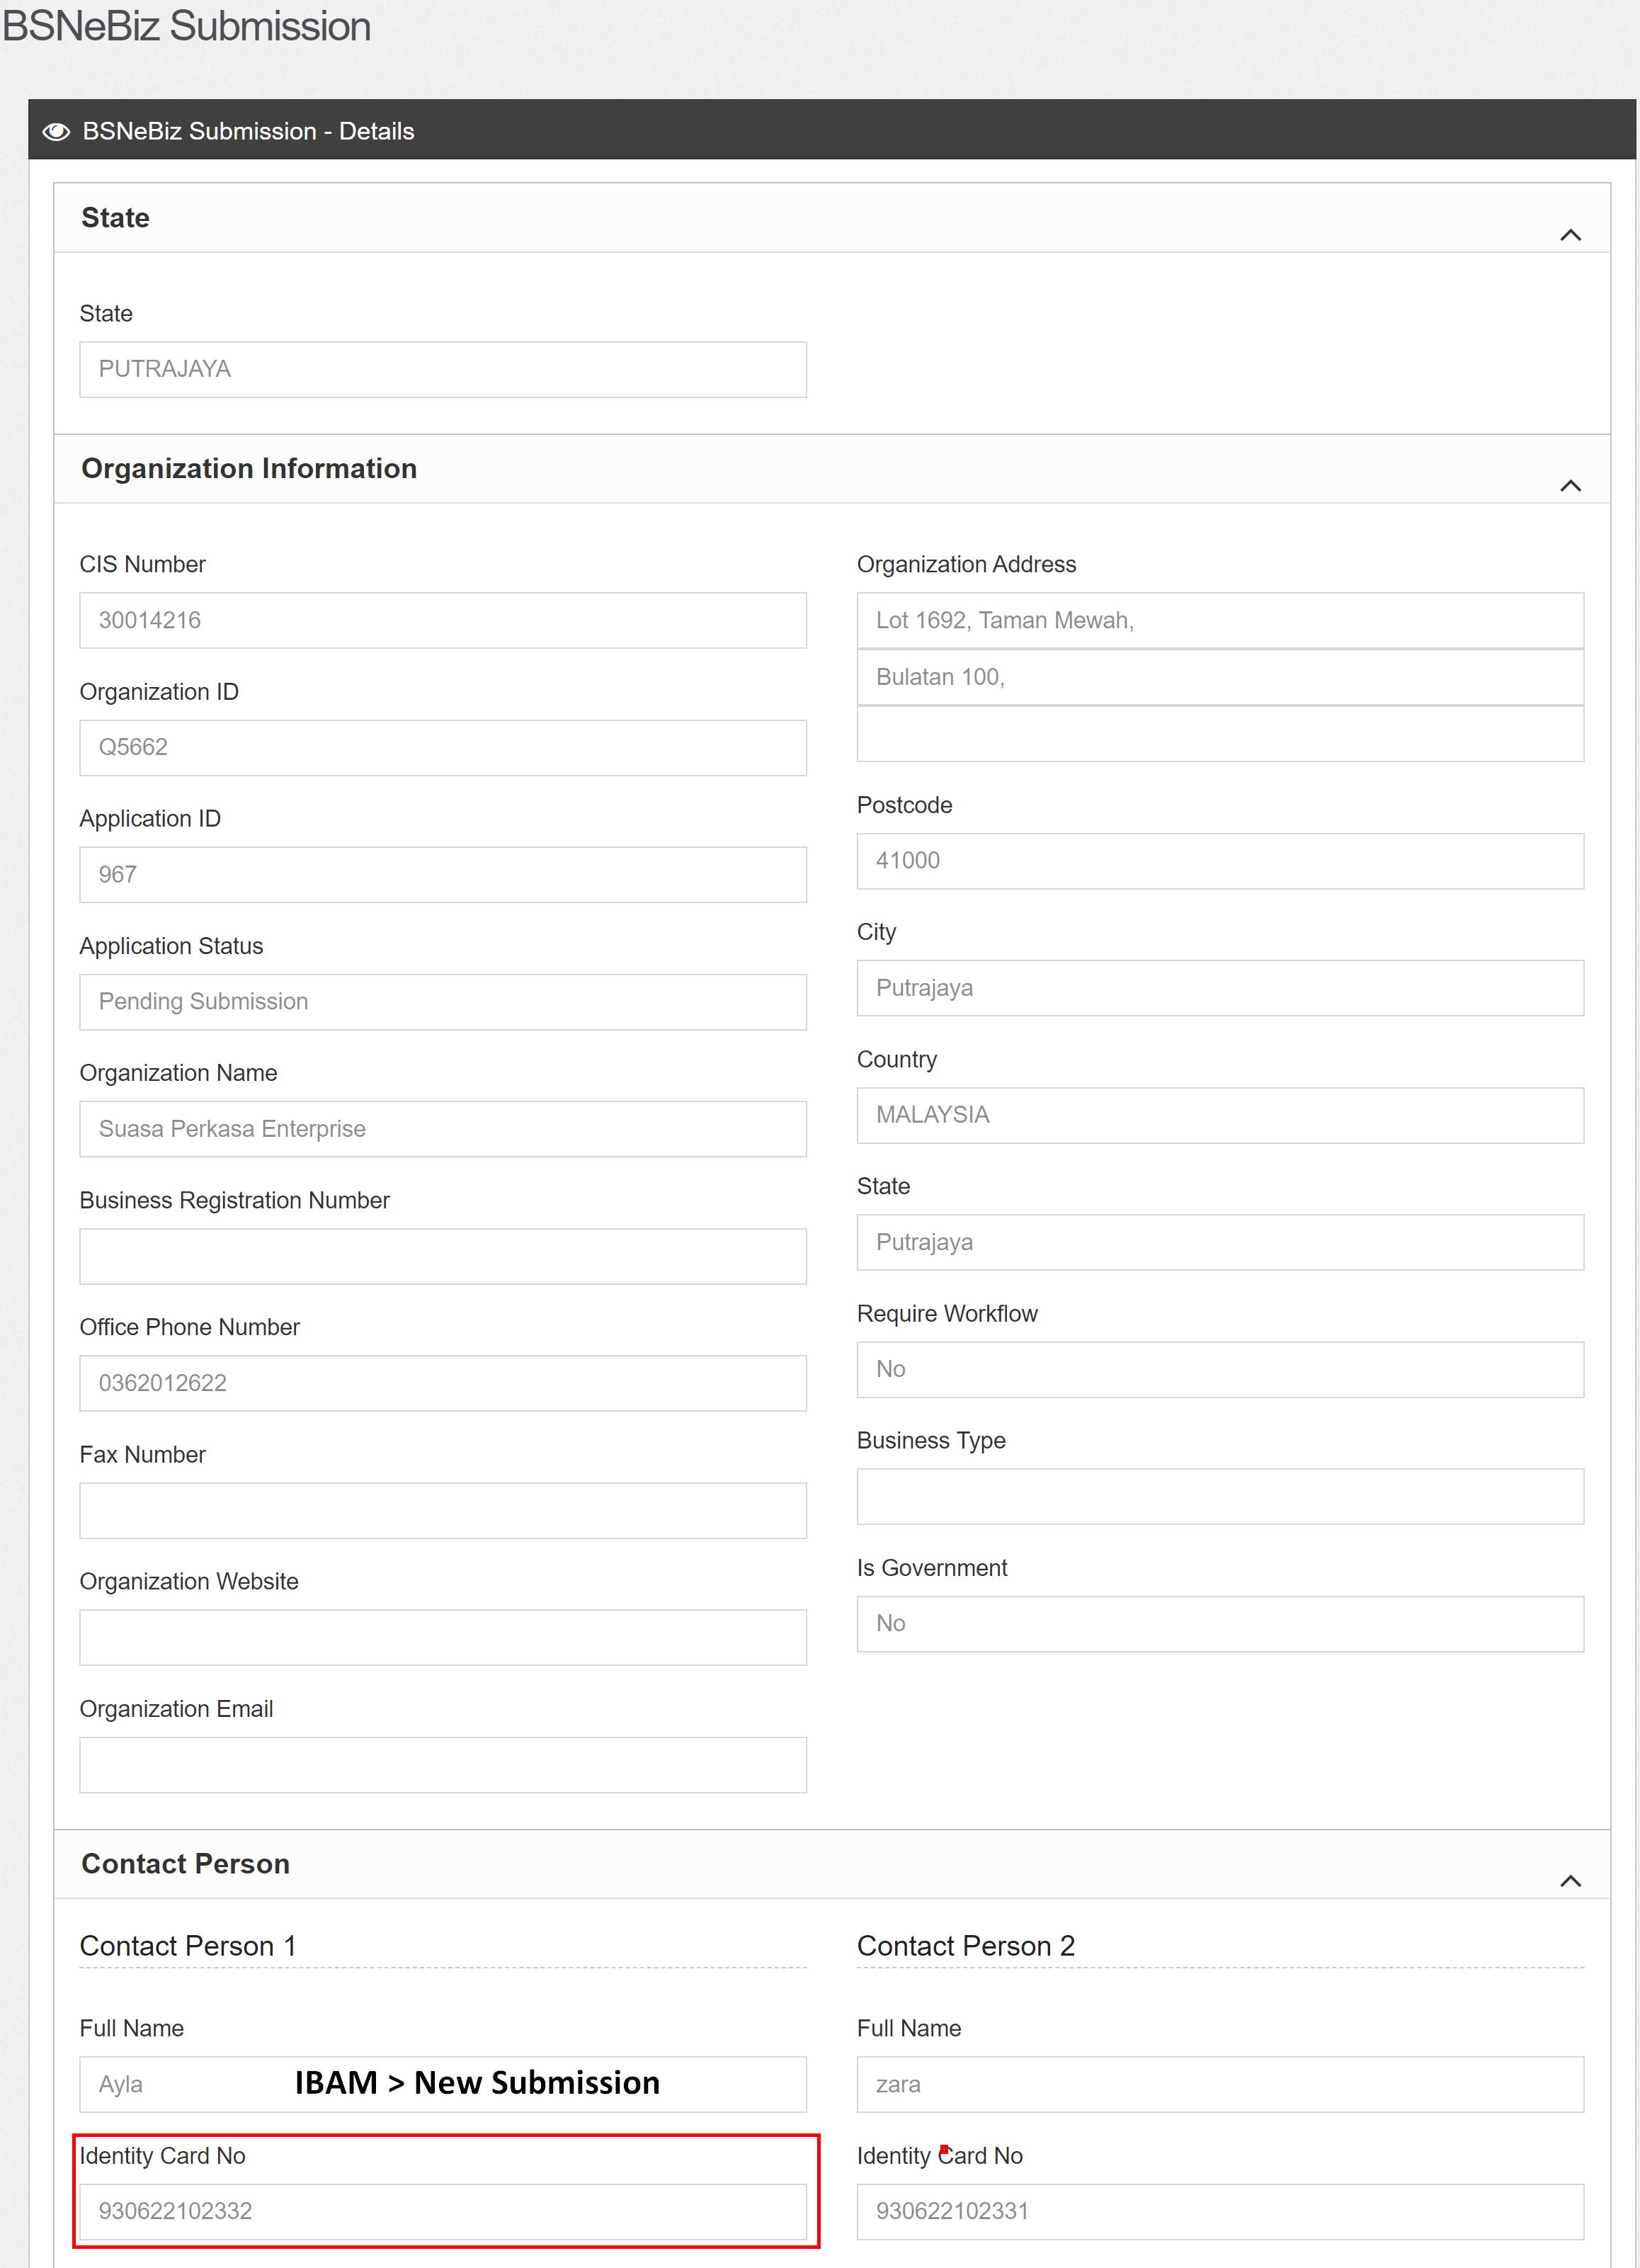 BSNeBiz Submission
BSNeBiz Submission - Details
State
State
PUTRAJAYA
Organization Information
CIS Number
30014216
Organization ID
Q5662
Application ID
967
Application Status
Pending Submission
Organization Name
Suasa Perkasa Enterprise
Business Registration Number
Office Phone Number
0362012622
Fax Number
Organization Website
Organization Email
Organization Address
Lot 1692, Taman Mewah,
Bulatan 100,
Postcode
41000
City
Putrajaya
Country
MALAYSIA
State
Putrajaya
Require Workflow
No
Business Type
Is Government
No
Contact Person
Contact Person 1
Full Name
Ayla
IBAM > New Submission
Identity Card No
930622102332
Contact Person 2
Full Name
zara
Identity Card No
930622102331